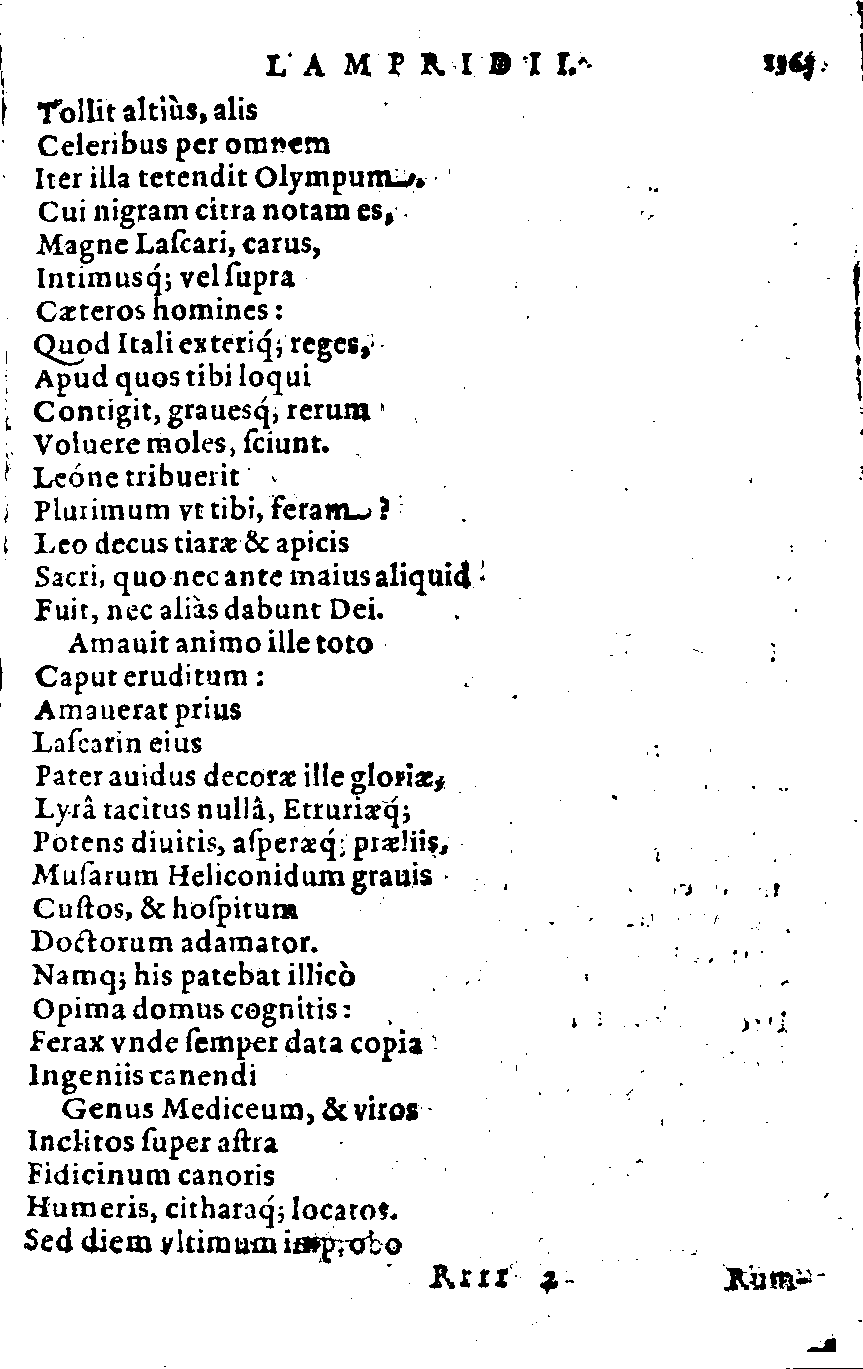 LAMPRIDII. 1363
Tollit altiùs, alis
Celeribus per omnem
Iter illa tetendit Olympum.
Cui nigram citra notam es,
Magne Laſcari, carus,
Intimusq́; vel ſupra
Cæteros homines:
Quod Itali exteriq́; reges,
Apud quos tibi loqui
Contigit, grauesq́; rerum
Voluere moles, ſciunt.
Leóne tribuerit
Plurimum vt tibi, feram?
Leo decus tiaræ & apicis
Sacri, quo nec ante maius aliquid
Fuit, nec aliàs dabunt Dei.
Amauit animo ille toto
Caput eruditum:
Amauerat prius
Laſcarin eius
Pater auidus decoræ ille gloriæ,
Lyrâ tacitus nullâ, Etruriæq́;
Potens diuitis, aſperæq́; præliis,
Muſarum Heliconidum grauis
Cuſtos, & hoſpitum
Doctorum adamator.
Namq; his patebat illicò
Opima domus cognitis:
Ferax vnde ſemper data copia
Ingeniis canendi
Genus Mediceum, & viros
Inclitos ſuper aſtra
Fidicinum canoris
Humeris, citharaq́; locatos.
Sed diem vltimum improbo
Rrrr 2 Rum-